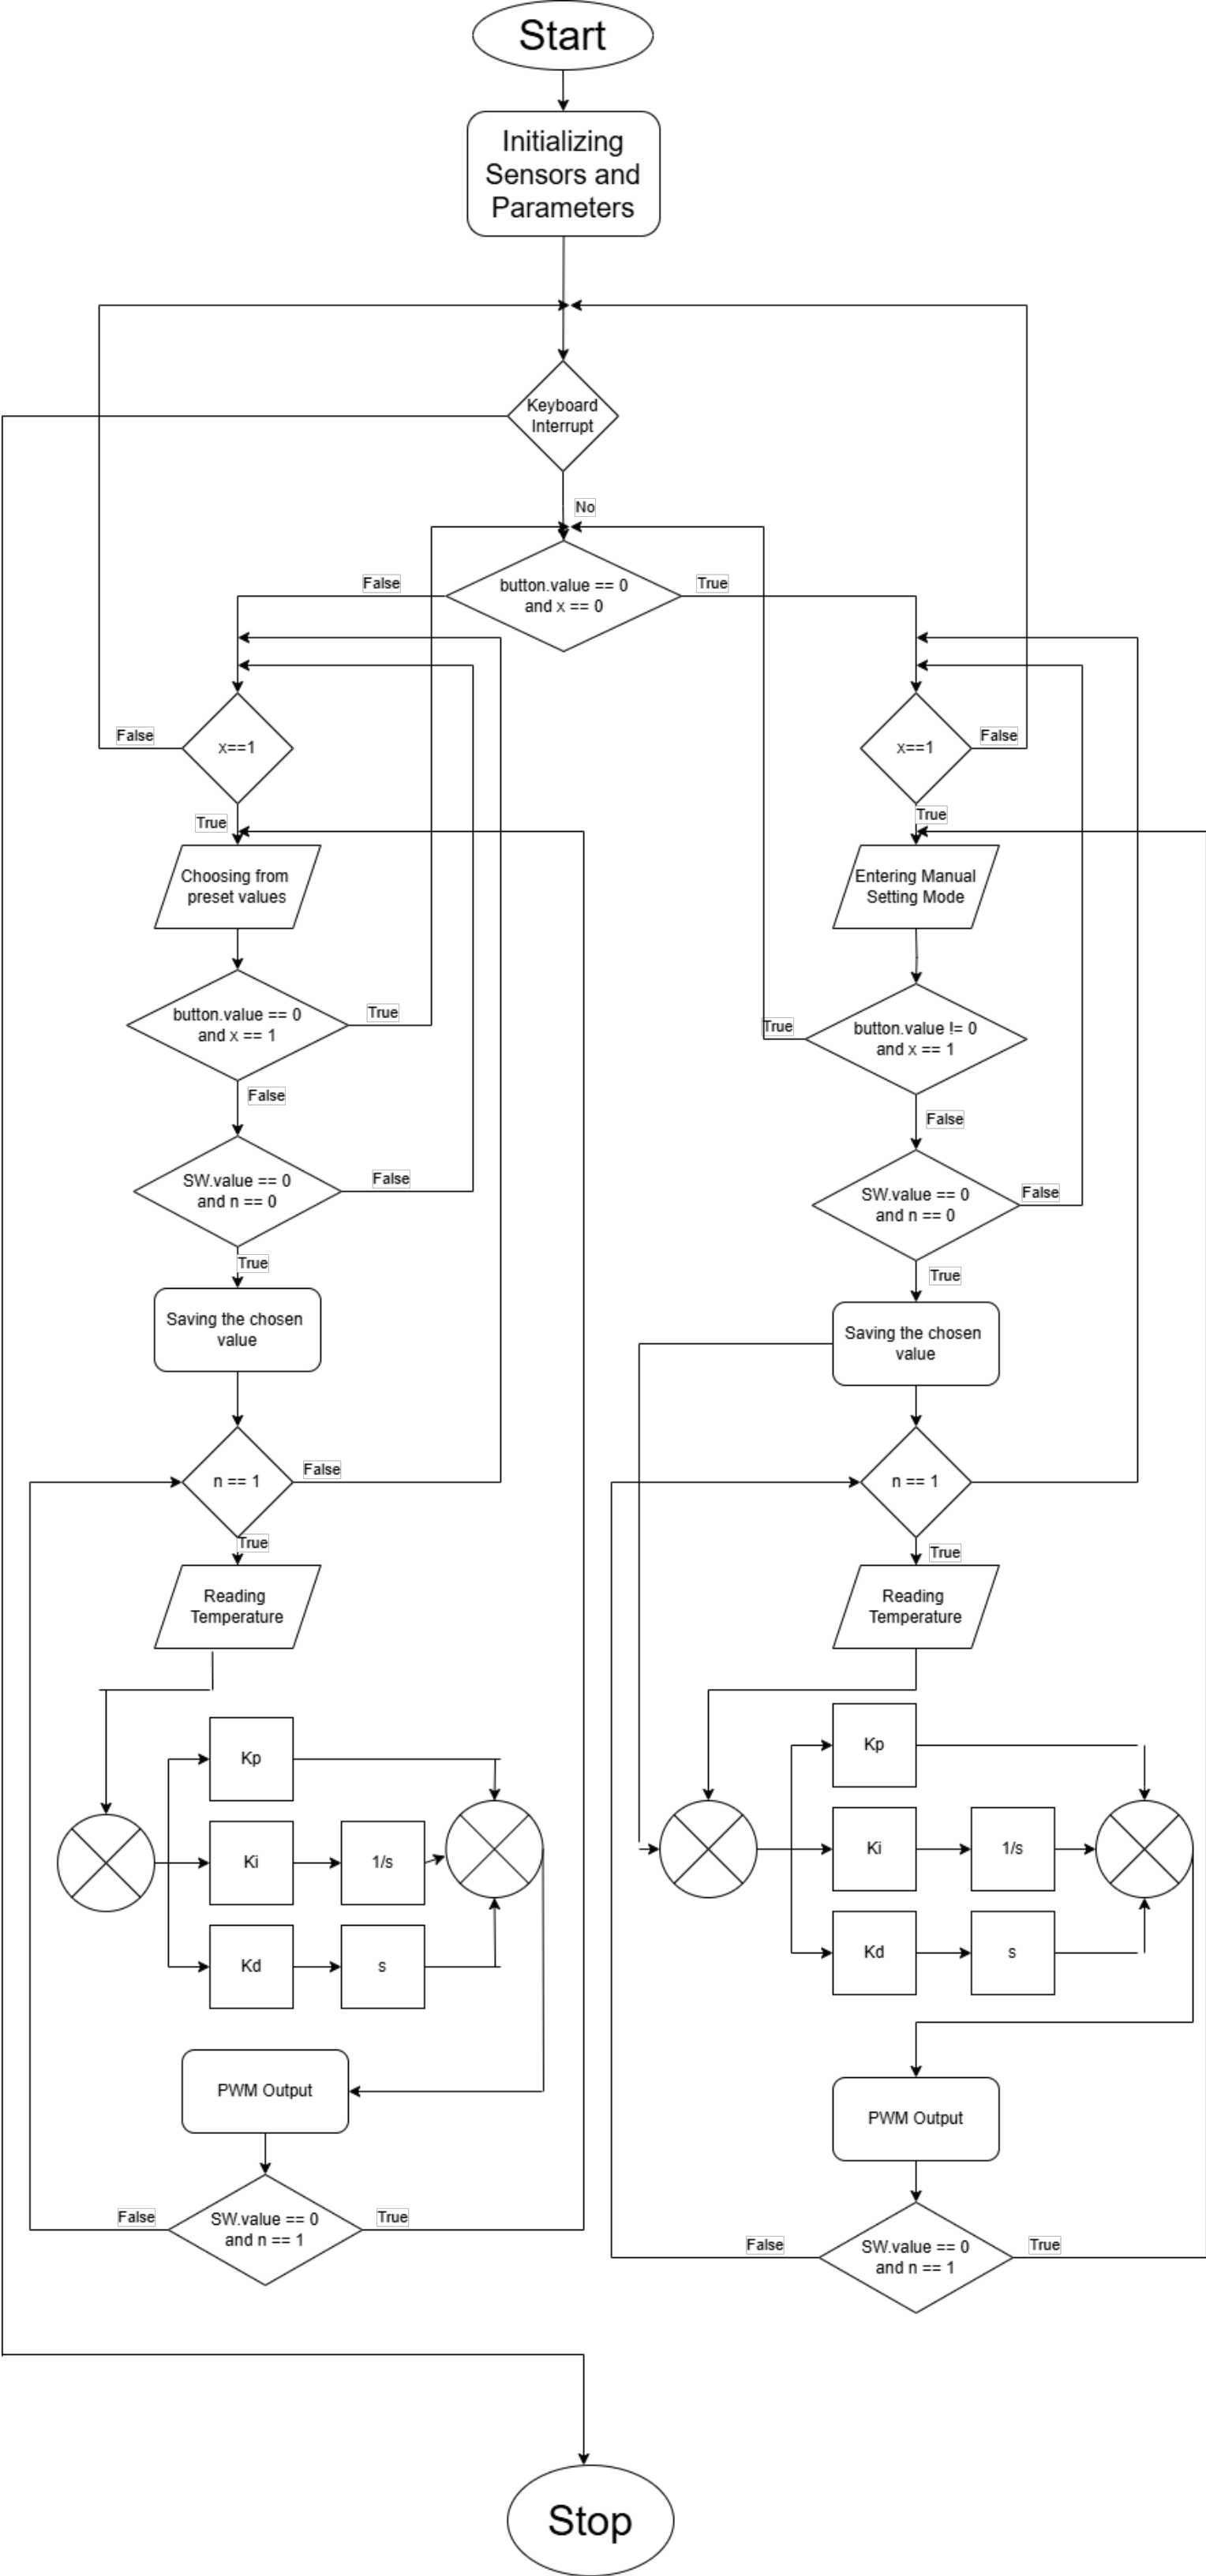 Start
Initializing
Sensors and
Parameters
Keyboard
Interrupt
No
button.value == 0
and x == 0
False
True
x==1
False
True
Choosing from
preset values
button.value == 0
and x == 1
True
False
SW.value == 0
and n == 0
False
True
Saving the chosen
value
n == 1
False
True
Reading
Temperature
Kp
Ki
1/s
Kd
s
PWM Output
SW.value == 0
and n == 1
False
True
x==1
False
True
Entering Manual
Setting Mode
button.value != 0
and x == 1
True
False
SW.value == 0
and n == 0
False
True
Saving the chosen
value
n == 1
True
Reading
Temperature
Kp
Ki
1/s
Kd
s
PWM Output
SW.value == 0
and n == 1
False
True
Stop